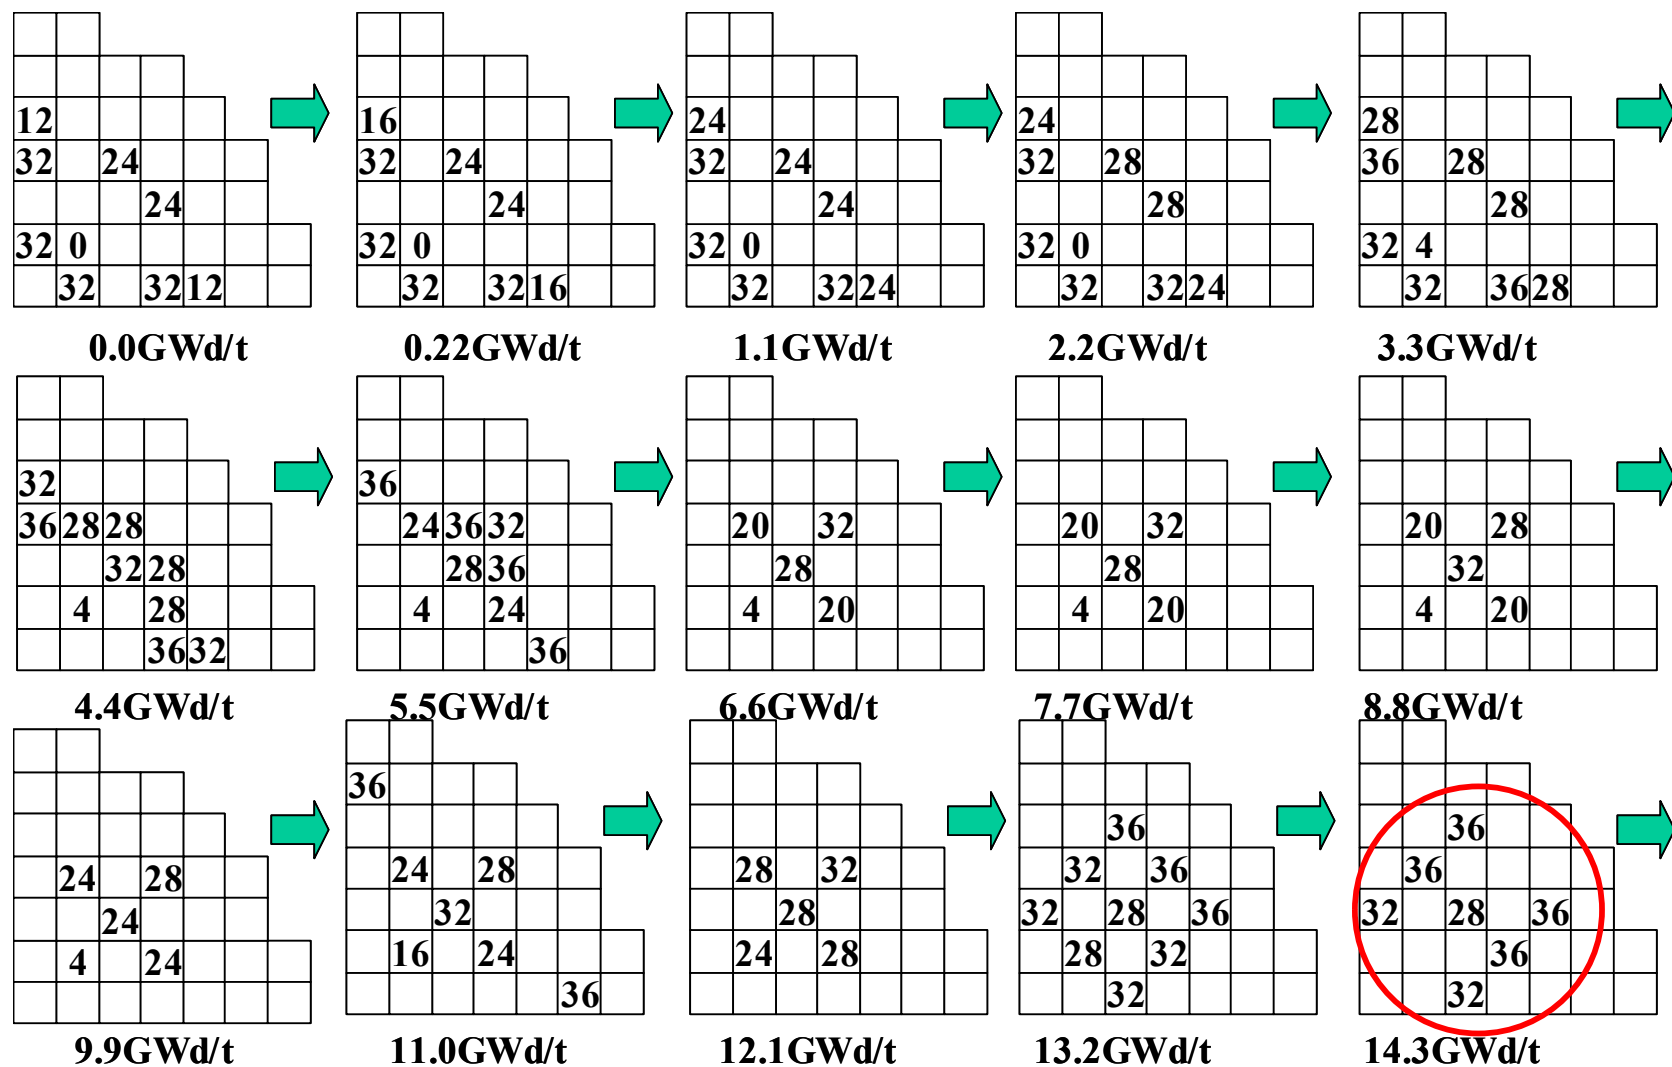 12 16 24 24 28
32 24 32 24 32 24 32 28 36 28
24 24 24 28 28
32 0 32 0 32 0 32 0 32 4
32 32 12 32 32 16 32 32 24 32 32 24 32 36 28
0.0GWd/t 0.22GWd/t 1.1GWd/t 2.2GWd/t 3.3GWd/t
32 36
36 28 28 24 36 32 20 32 20 32 20 28
32 28 28 36 28 28 32
4 28 4 24 4 20 4 20 4 20
36 32 36
4.4GWd/t 5.5GWd/t 6.6GWd/t 7.7GWd/t 8.8GWd/t
36
36 36
24 28 24 28 28 32 32 36 36
24 32 28 32 28 36 32 28 36
4 24 16 24 24 28 28 32 36
36 32 32
9.9GWd/t 11.0GWd/t 12.1GWd/t 13.2GWd/t 14.3GWd/t